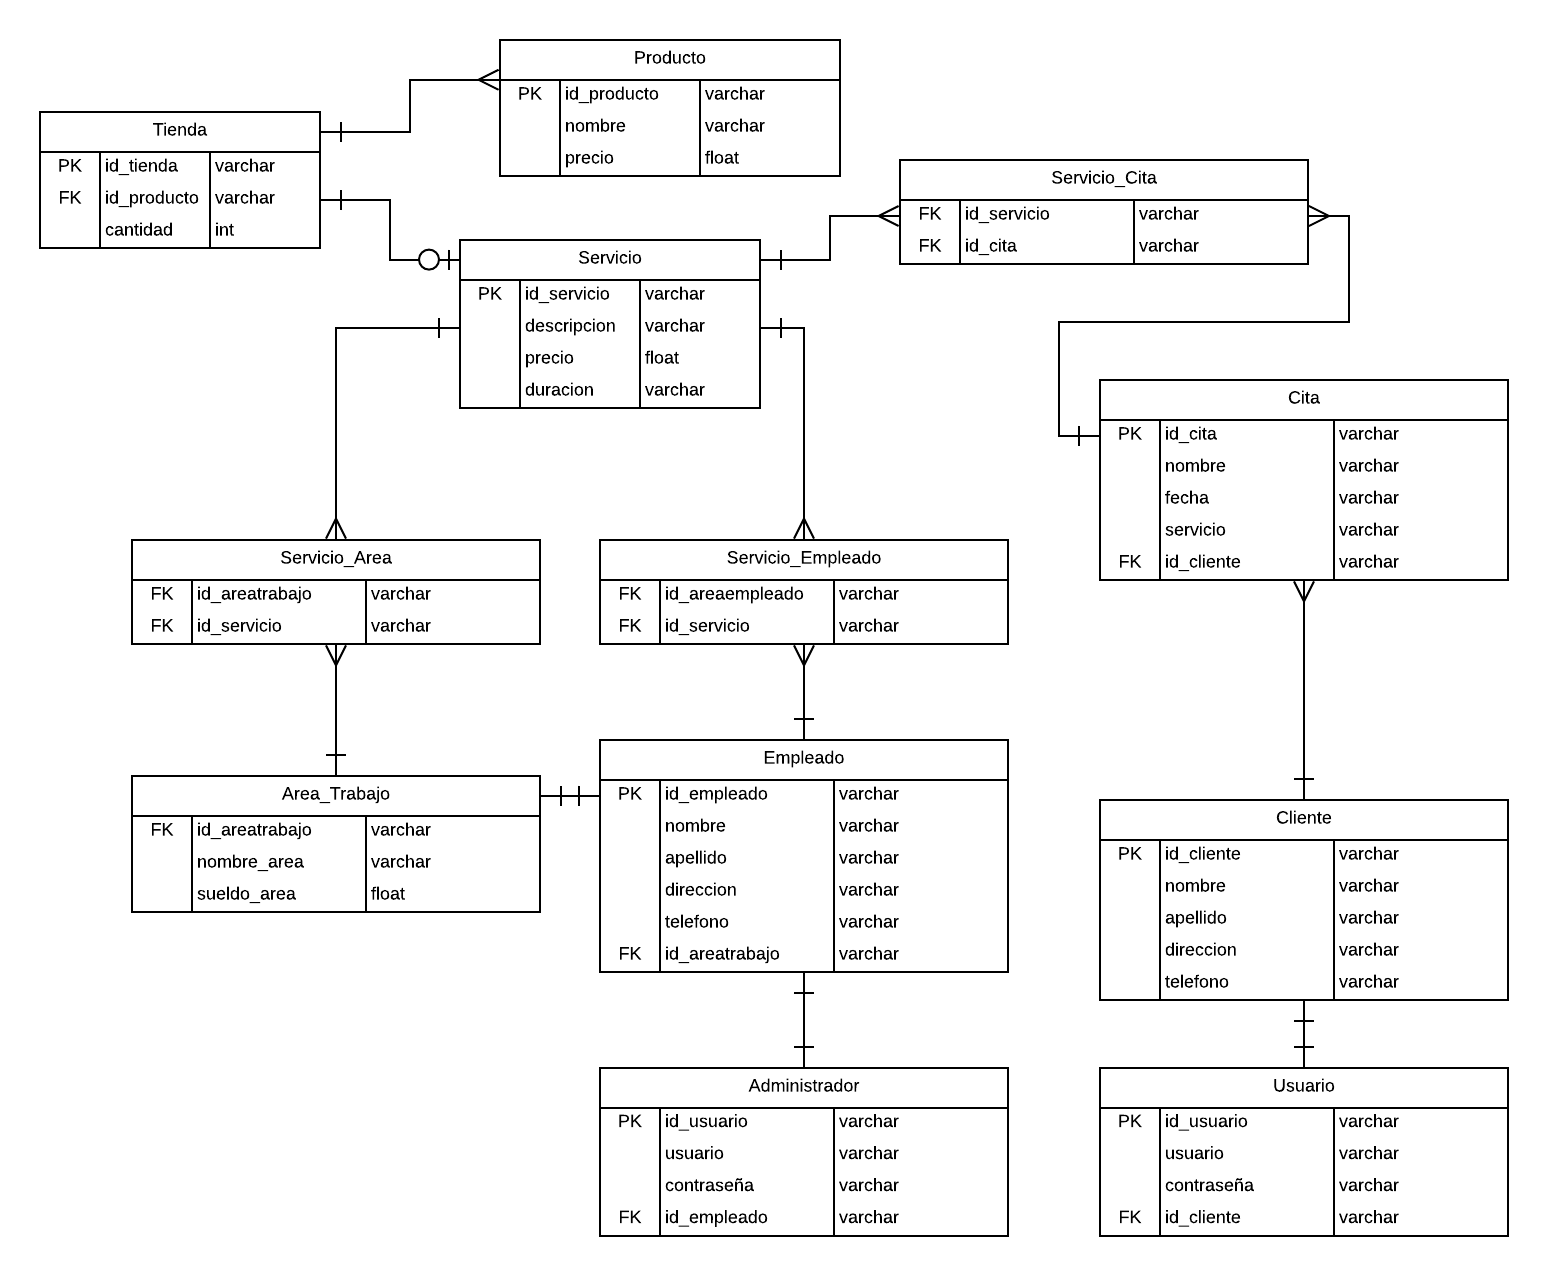 Producto
PK id_producto varchar
nombre varchar
precio float
Tienda
PK id_tienda varchar
FK id_producto varchar
cantidad int
Servicio_Cita
FK id_servicio varchar
FK id_cita varchar
Servicio
PK id_servicio varchar
descripcion varchar
precio float
duracion varchar
Cita
PK id_cita varchar
nombre varchar
fecha varchar
servicio varchar
FK id_cliente varchar
Servicio_Area
FK id_areatrabajo varchar
FK id_servicio varchar
Servicio_Empleado
FK id_areaempleado varchar
FK id_servicio varchar
Area_Trabajo
FK id_areatrabajo varchar
nombre_area varchar
sueldo_area float
Empleado
PK id_empleado varchar
nombre varchar
apellido varchar
direccion varchar
telefono varchar
FK id_areatrabajo varchar
Cliente
PK id_cliente varchar
nombre varchar
apellido varchar
direccion varchar
telefono varchar
Administrador
PK id_usuario varchar
usuario varchar
contraseña varchar
FK id_empleado varchar
Usuario
PK id_usuario varchar
usuario varchar
contraseña varchar
FK id_cliente varchar